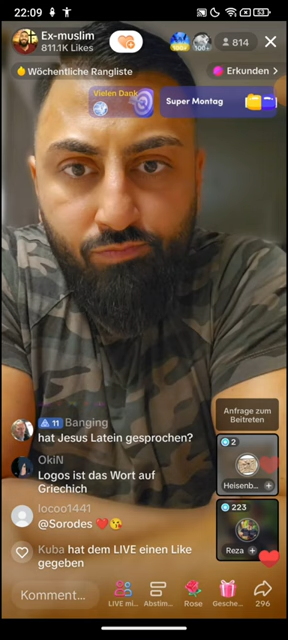 22:09
53
Ex-muslim
811.1K Likes
100+
814
Wöchentliche Rangliste
Erkunden >
Vielen Dank
Super Montag
Anfrage zum
Beitreten
11 Banging
hat Jesus Latein gesprochen?
2
OkiN
Logos ist das Wort auf
Griechich
Heisenb...
locoo1441
@Sorodes 💔😘
223
Kuba hat dem LIVE einen Like
gegeben
Reza
Komment...
LIVE mi...
Abstim...
Rose
Gesche...
296